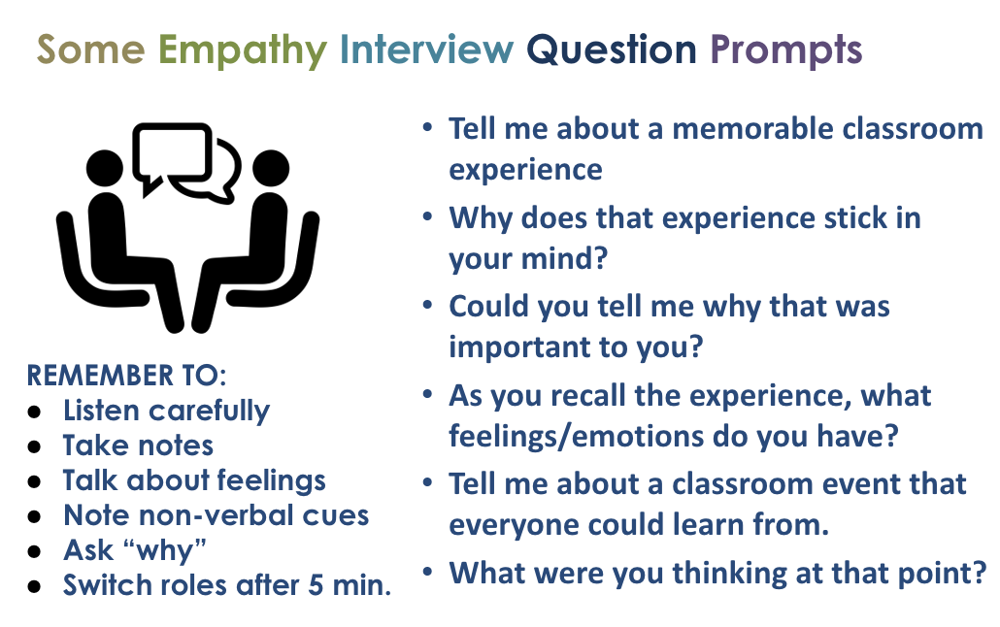 Some Empathy Interview Question Prompts
REMEMBER TO:
● Listen carefully
● Take notes
● Talk about feelings
● Note non-verbal cues
● Ask “why”
● Switch roles after 5 min.
• Tell me about a memorable classroom
experience
• Why does that experience stick in
your mind?
• Could you tell me why that was
important to you?
• As you recall the experience, what
feelings/emotions do you have?
• Tell me about a classroom event that
everyone could learn from.
• What were you thinking at that point?